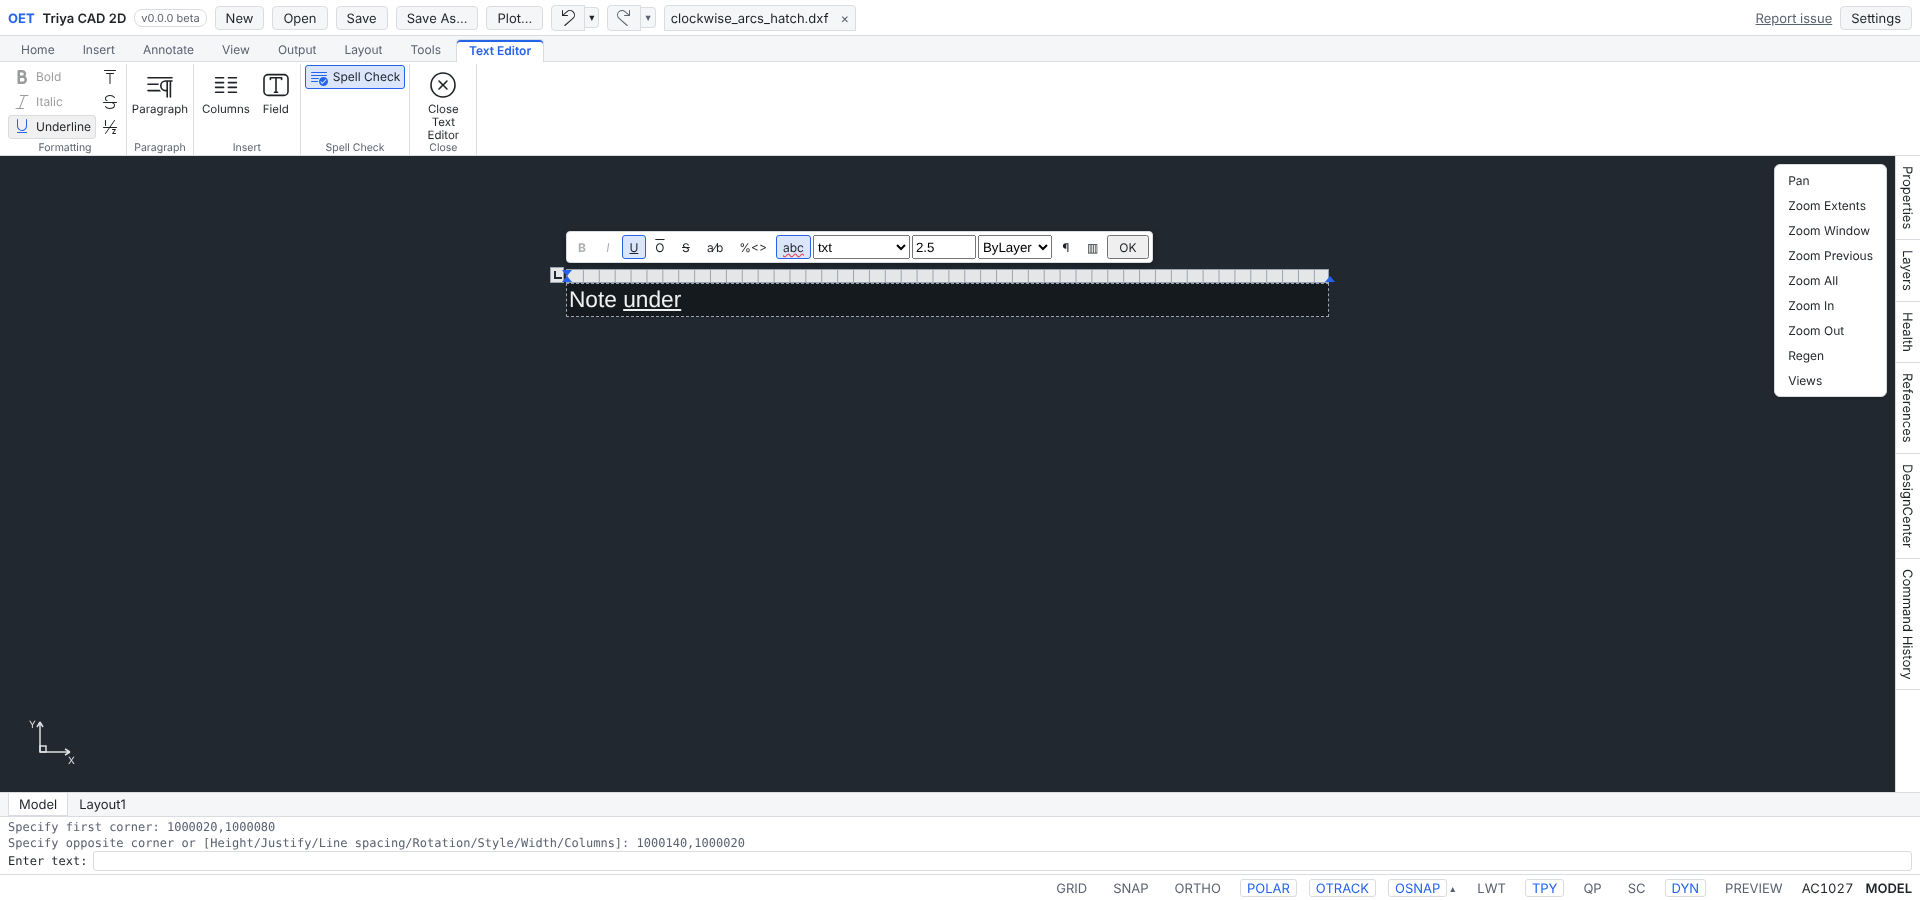 OET Triya CAD 2D v0.0.0 beta New Open Save Save As... Plot... clockwise_arcs_hatch.dxf × Report issue Settings
Home Insert Annotate View Output Layout Tools Text Editor
B Bold
I Italic
U Underline
Formatting
Paragraph
Paragraph
Columns Field
Insert
Spell Check
Spell Check
Close
Text
Editor
Close
B I U O S a/b %<> abc txt 2.5 ByLayer ¶ OK
Note under
Pan
Zoom Extents
Zoom Window
Zoom Previous
Zoom All
Zoom In
Zoom Out
Regen
Views
Properties
Layers
Health
References
DesignCenter
Command History
Y
X
Model Layout1
Specify first corner: 1000020,1000080
Specify opposite corner or [Height/Justify/Line spacing/Rotation/Style/Width/Columns]: 1000140,1000020
Enter text:
GRID SNAP ORTHO POLAR OTRACK OSNAP LWT TPY QP SC DYN PREVIEW AC1027 MODEL